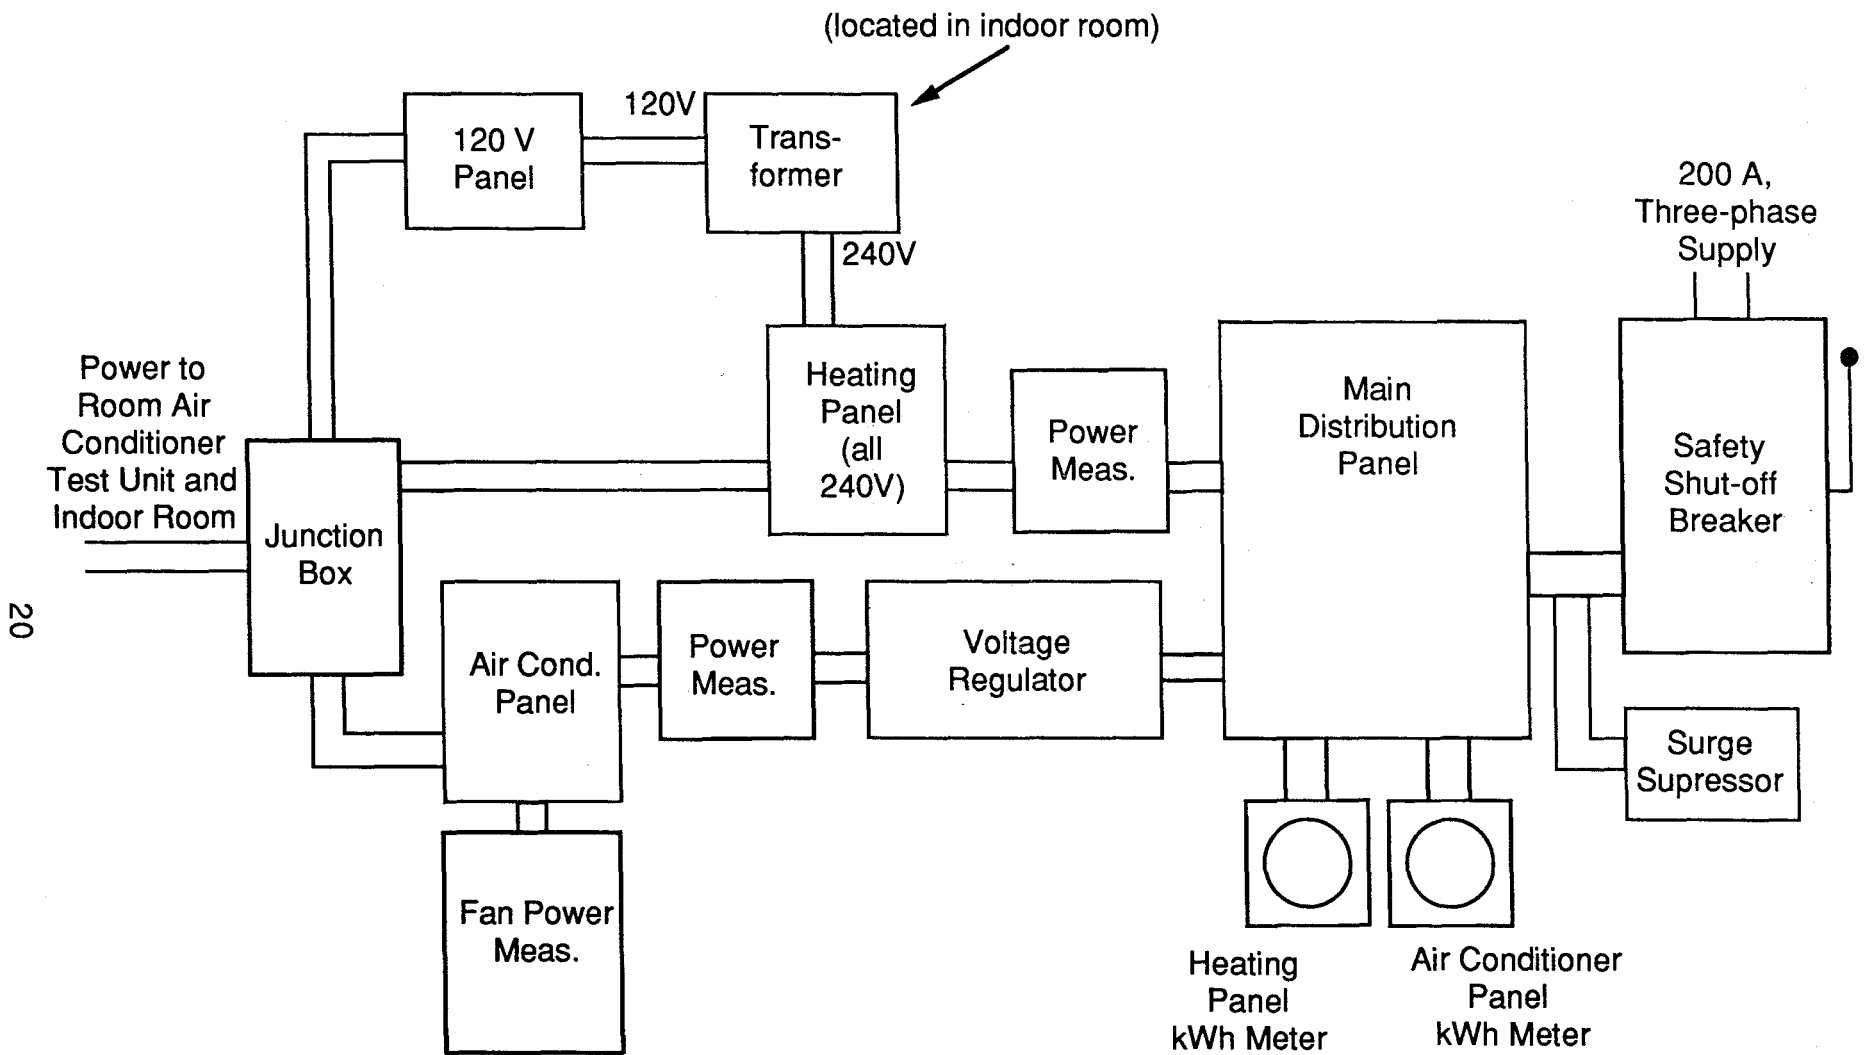 (located in indoor room)
120 V
Panel
120V
Trans-
former
240V
200 A,
Three-phase
Supply
Power to
Room Air
Conditioner
Test Unit and
Indoor Room
Junction
Box
Heating
Panel
(all
240V)
Power
Meas.
Main
Distribution
Panel
Safety
Shut-off
Breaker
Air Cond.
Panel
Power
Meas.
Voltage
Regulator
Surge
Supressor
Fan Power
Meas.
Heating
Panel
kWh Meter
Air Conditioner
Panel
kWh Meter
20